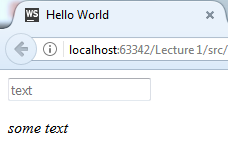 WS Hello World
localhost:63342/Lecture 1/src/
text
some text